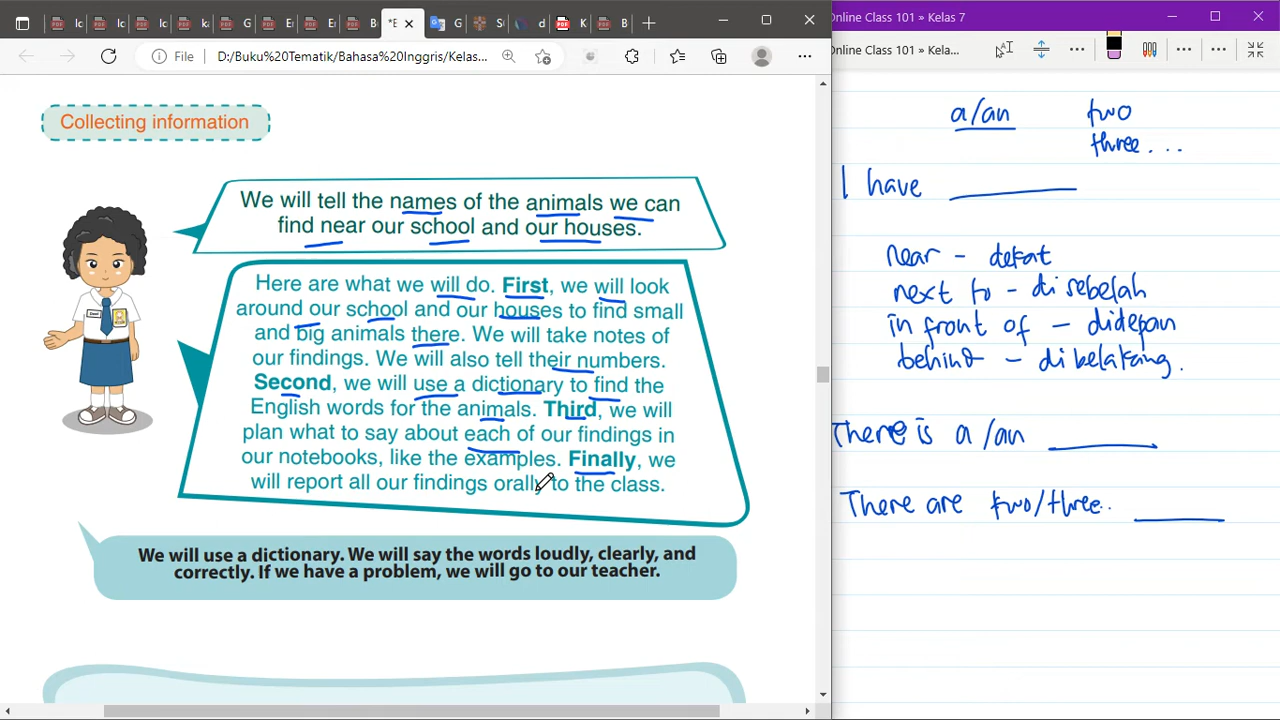 File
D:/Buku%20Tematik/Bahasa%20Inggris/Kelas...
Online Class 101 » Kelas 7
Online Class 101 » Kela...
Collecting information
We will tell the names of the animals we can
find near our school and our houses.
Here are what we will do. First, we will look
around our school and our houses to find small
and big animals there. We will take notes of
our findings. We will also tell their numbers.
Second, we will use a dictionary to find the
English words for the animals. Third, we will
plan what to say about each of our findings in
our notebooks, like the examples. Finally, we
will report all our findings orally to the class.
We will use a dictionary. We will say the words loudly, clearly, and
correctly. If we have a problem, we will go to our teacher.
a/an two
three...
I have
near - dekat
next to - di sebelah
in front of - didepan
behind - dibelakang.
There is a/an
There are two/three..